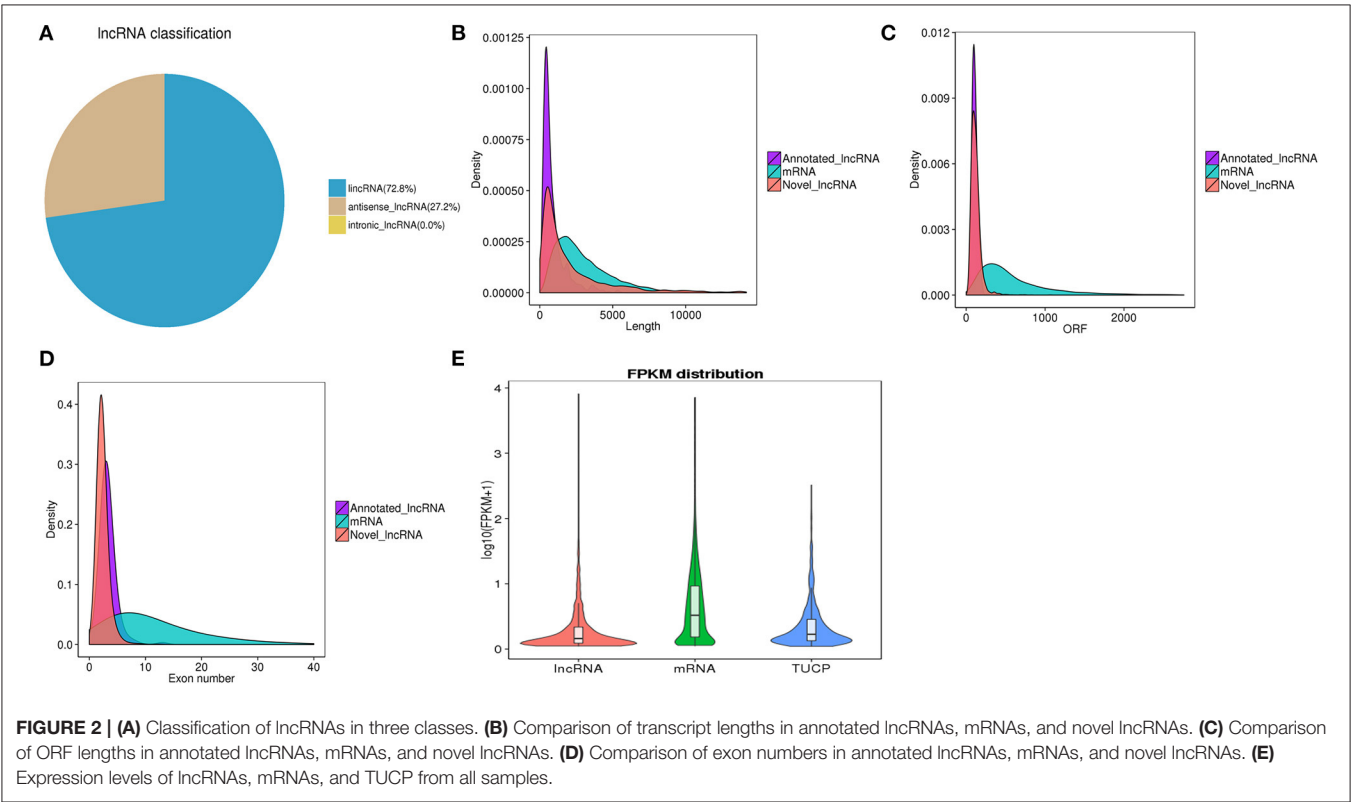 A
lncRNA classification
lincRNA(72.8%)
antisense_lncRNA(27.2%)
intronic_lncRNA(0.0%)
B
0.00125
0.00100
0.00075
0.00050
0.00025
0.00000
Density
0 5000 10000
Length
Annotated_lncRNA
mRNA
Novel_lncRNA
C
0.012
0.009
0.006
0.003
0.000
Density
0 1000 2000
ORF
Annotated_lncRNA
mRNA
Novel_lncRNA
D
0.4
0.3
0.2
0.1
0.0
Density
0 10 20 30 40
Exon number
Annotated_lncRNA
mRNA
Novel_lncRNA
E
FPKM distribution
4
3
2
1
0
log10(FPKM+1)
lncRNA mRNA TUCP
FIGURE 2 | (A) Classification of lncRNAs in three classes. (B) Comparison of transcript lengths in annotated lncRNAs, mRNAs, and novel lncRNAs. (C) Comparison
of ORF lengths in annotated lncRNAs, mRNAs, and novel lncRNAs. (D) Comparison of exon numbers in annotated lncRNAs, mRNAs, and novel lncRNAs. (E)
Expression levels of lncRNAs, mRNAs, and TUCP from all samples.